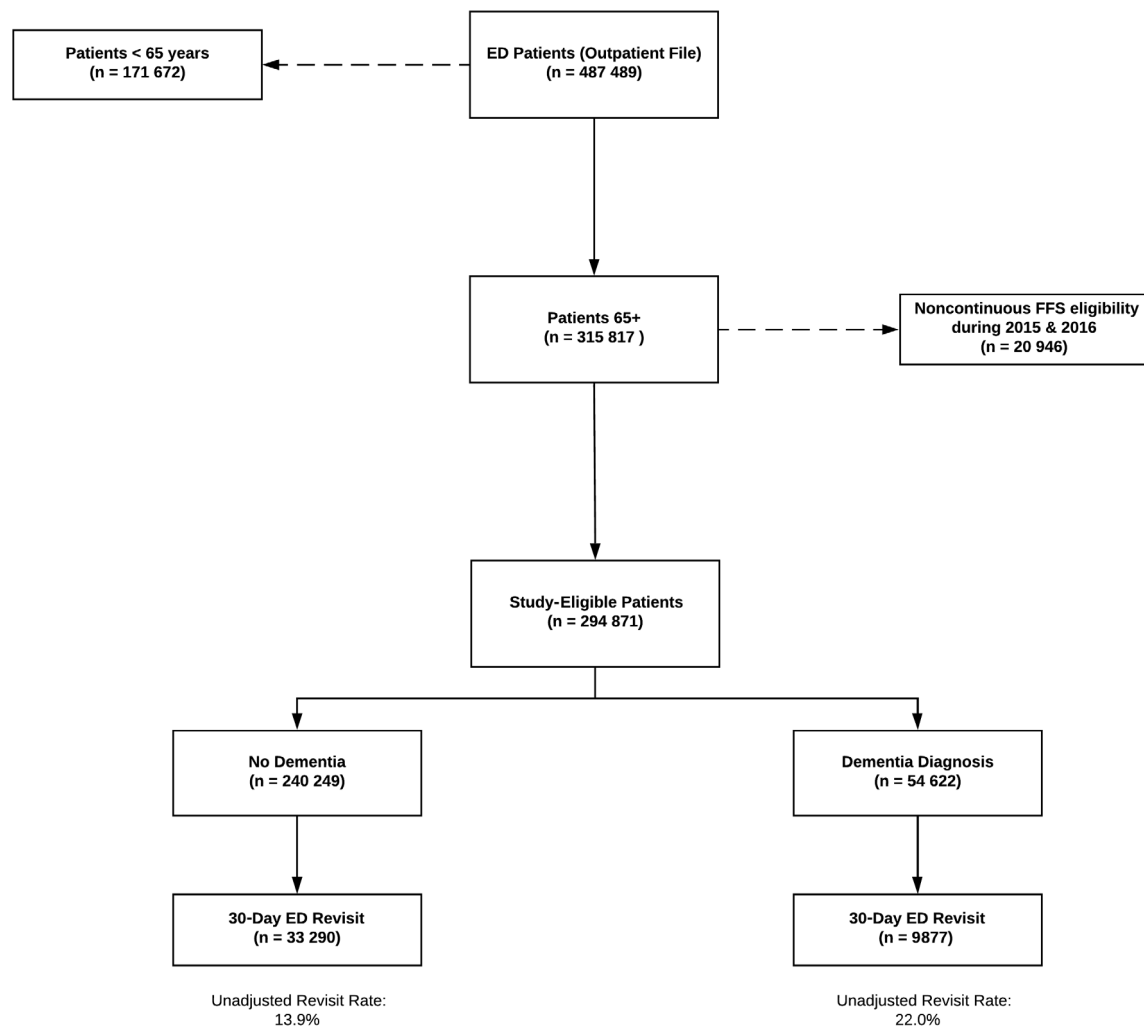 Patients < 65 years
(n = 171 672)
ED Patients (Outpatient File)
(n = 487 489)
Patients 65+
(n = 315 817 )
Noncontinuous FFS eligibility
during 2015 & 2016
(n = 20 946)
Study-Eligible Patients
(n = 294 871)
No Dementia
(n = 240 249)
Dementia Diagnosis
(n = 54 622)
30-Day ED Revisit
(n = 33 290)
30-Day ED Revisit
(n = 9877)
Unadjusted Revisit Rate:
13.9%
Unadjusted Revisit Rate:
22.0%